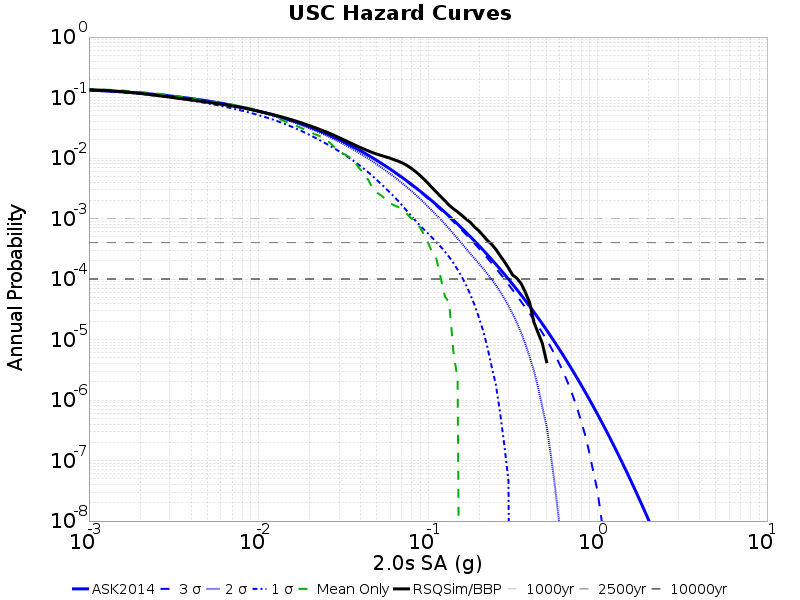 USC Hazard Curves
10^0
10^-1
10^-2
10^-3
10^-4
10^-5
10^-6
10^-7
10^-8
Annual Probability
10^-3 10^-2 10^-1 10^0 10^1
2.0s SA (g)
ASK2014 3 σ 2 σ 1 σ Mean Only RSQSim/BBP 1000yr 2500yr 10000yr